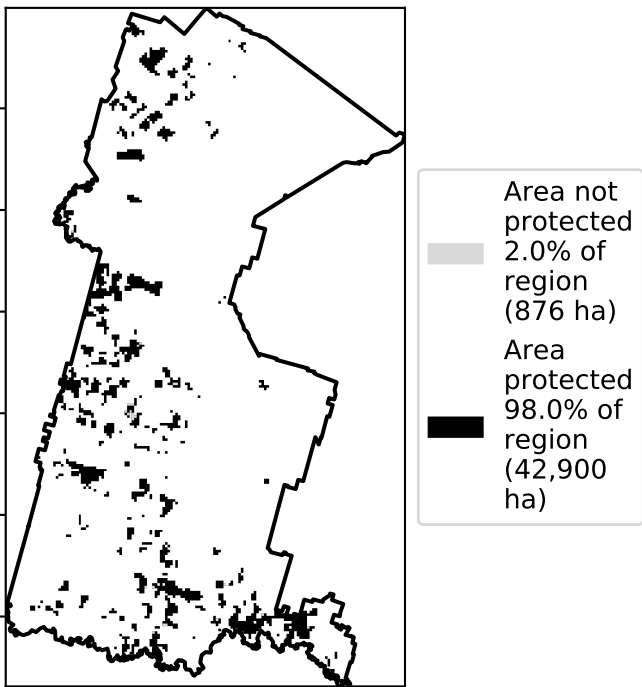 Area not
protected
2.0% of
region
(876 ha)
Area
protected
98.0% of
region
(42,900
ha)